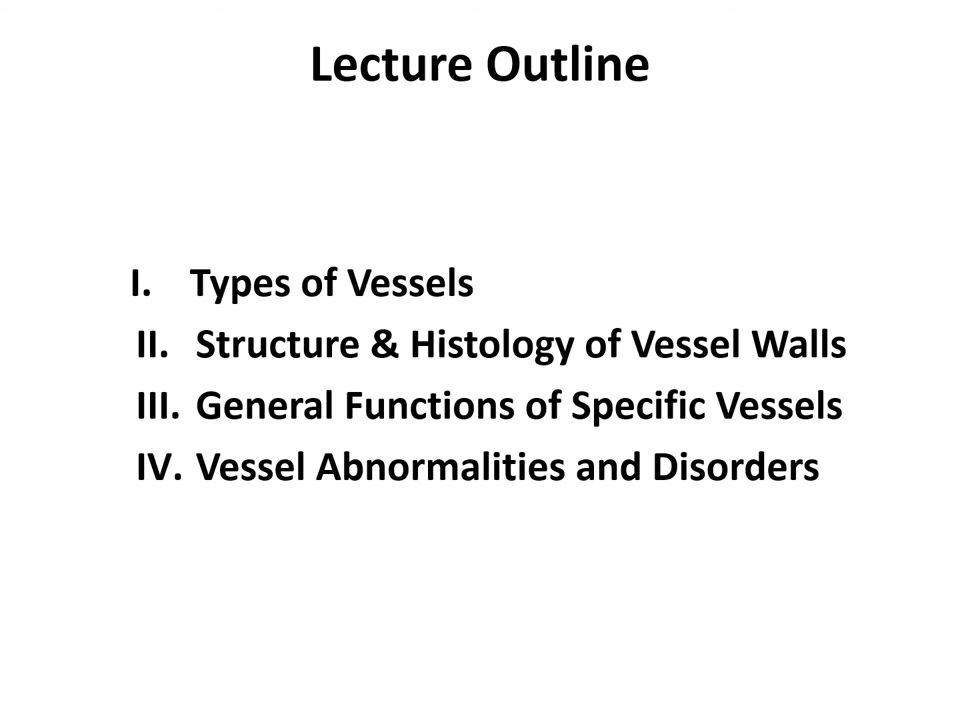 Lecture Outline
I. Types of Vessels
II. Structure & Histology of Vessel Walls
III. General Functions of Specific Vessels
IV. Vessel Abnormalities and Disorders